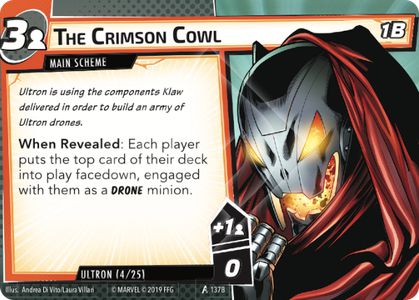 3
THE CRIMSON COWL
1B
MAIN SCHEME
Ultron is using the components Klaw
delivered in order to build an army of
Ultron drones.
When Revealed: Each player
puts the top card of their deck
into play facedown, engaged
with them as a DRONE minion.
+1
0
ULTRON (4/25)
Illus. Andrea Di Vito/Laura Villari
© MARVEL © 2019 FFG
137B